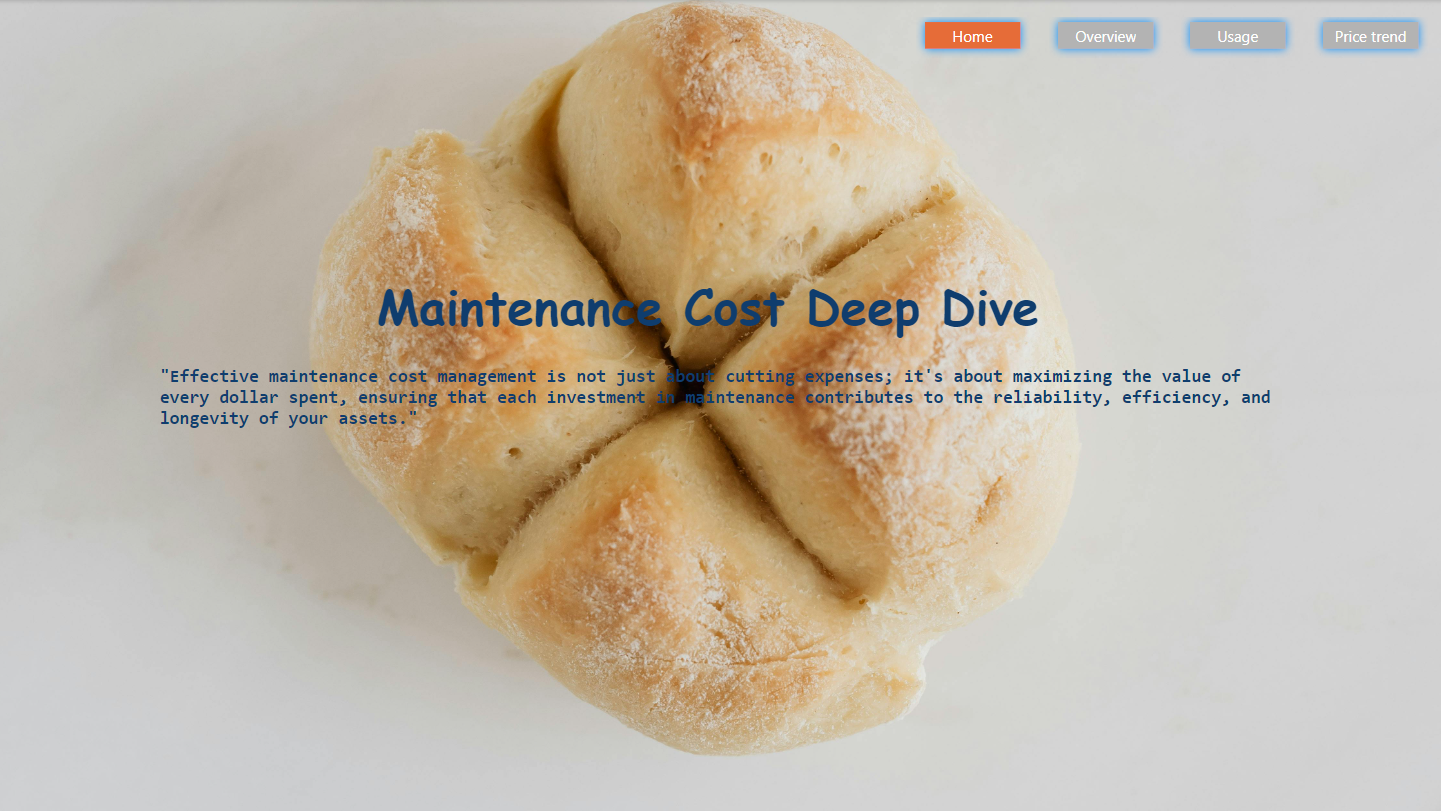 Home Overview Usage Price trend
Maintenance Cost Deep Dive
"Effective maintenance cost management is not just about cutting expenses; it's about maximizing the value of
every dollar spent, ensuring that each investment in maintenance contributes to the reliability, efficiency, and
longevity of your assets."